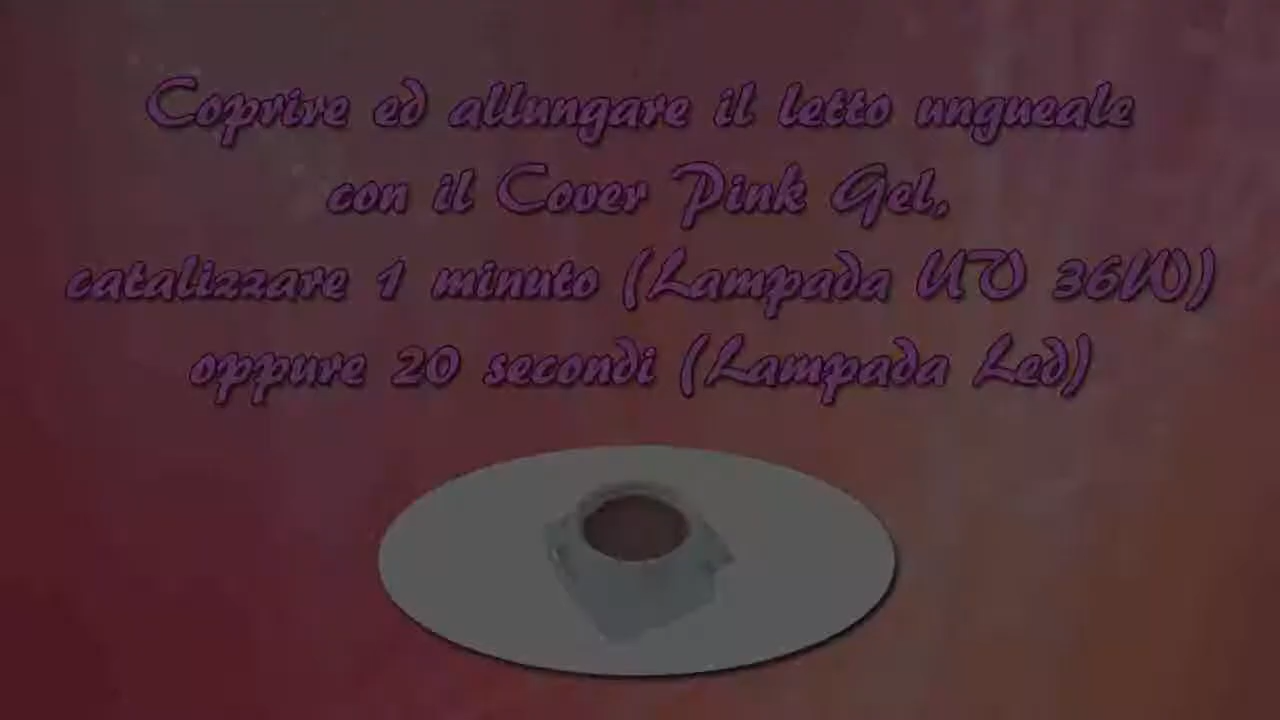 Coprire ed allungare il letto ungueale
con il Cover Pink Gel,
catalizzare 1 minuto (Lampada UV 36W)
oppure 20 secondi (Lampada Led)